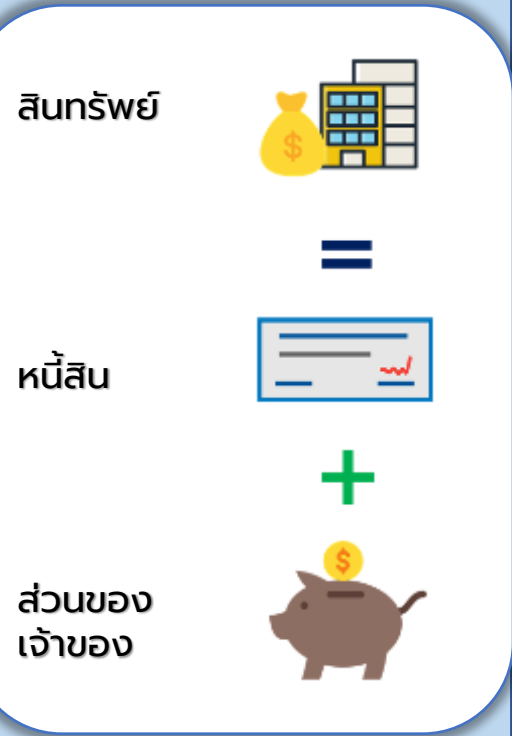 สินทรัพย์
$
=
หนี้สิน
+
$
ส่วนของ
เจ้าของ